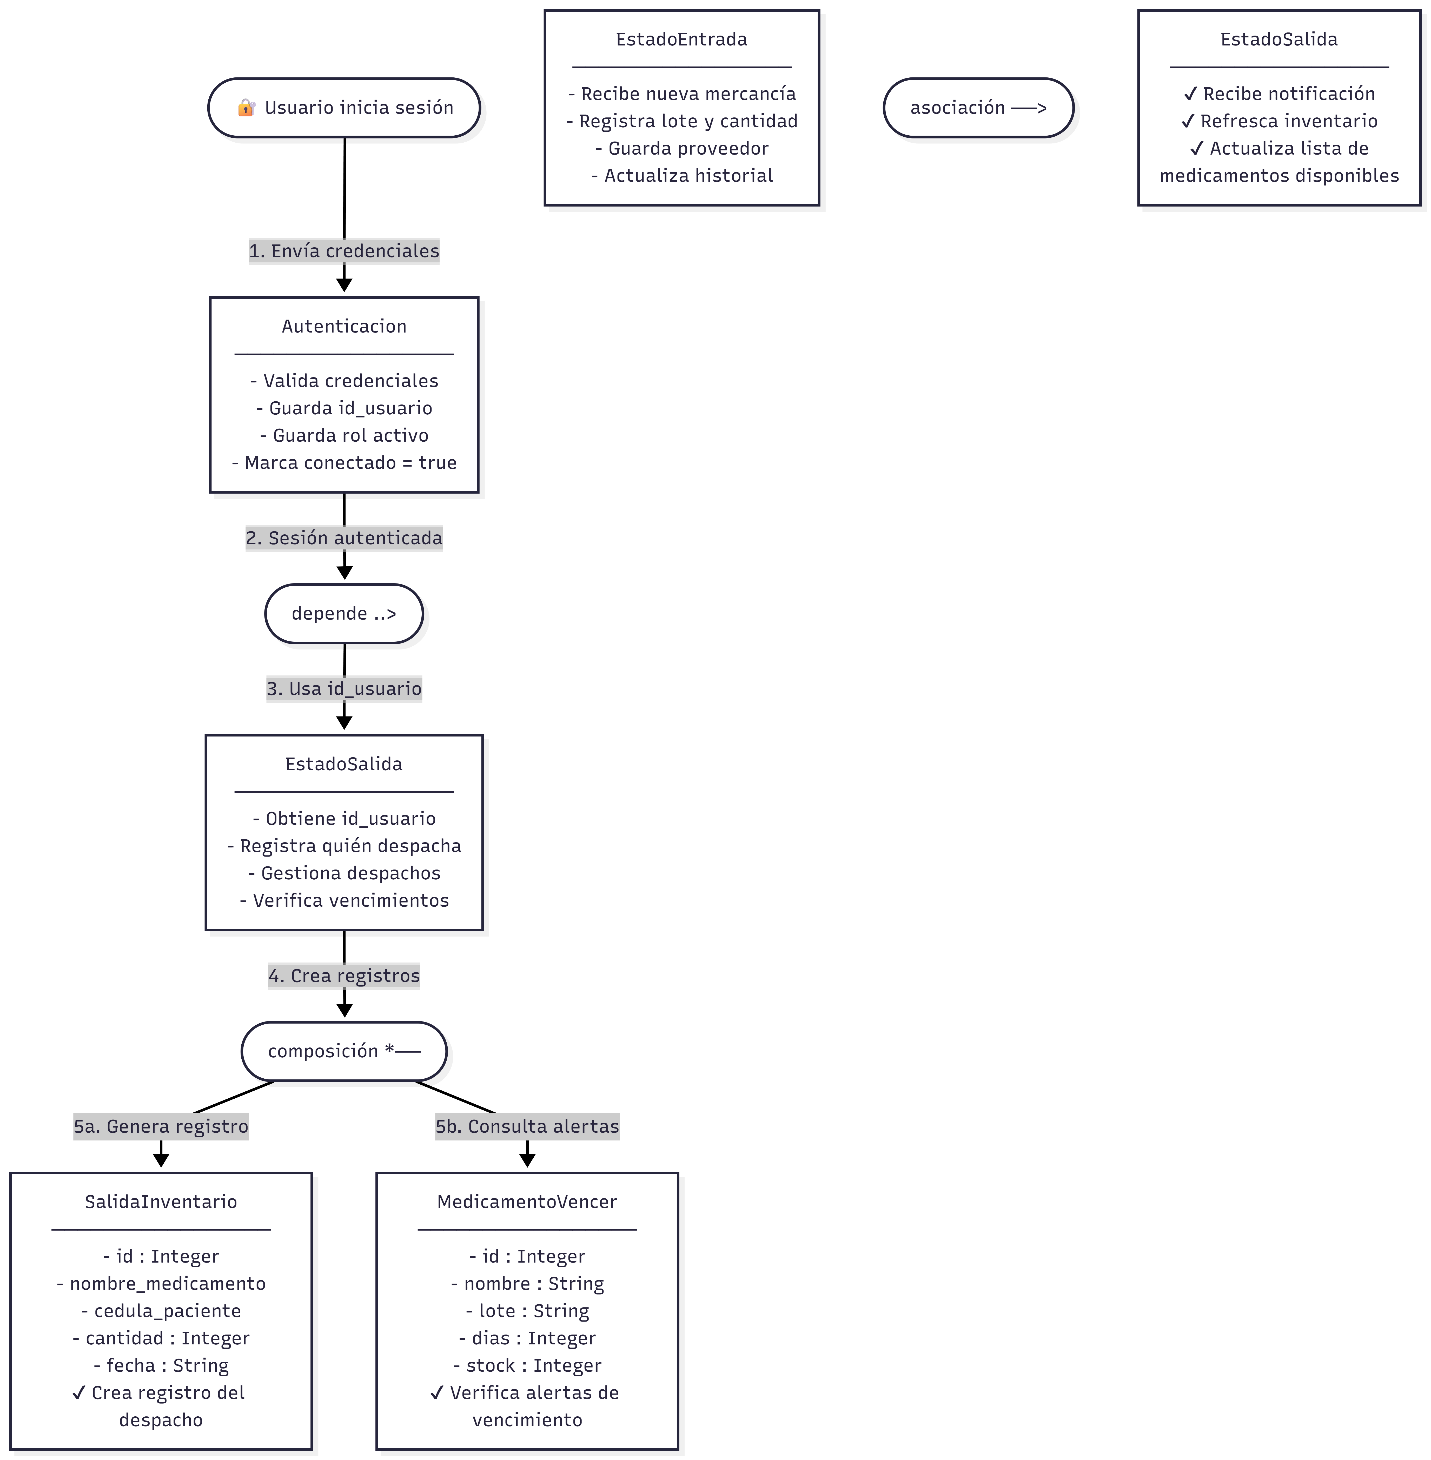 🔐 Usuario inicia sesión
EstadoEntrada
- Recibe nueva mercancía
- Registra lote y cantidad
- Guarda proveedor
- Actualiza historial
asociación ──>
EstadoSalida
✔ Recibe notificación
✔ Refresca inventario
✔ Actualiza lista de
medicamentos disponibles
1. Envía credenciales
Autenticacion
- Valida credenciales
- Guarda id_usuario
- Guarda rol activo
- Marca conectado = true
2. Sesión autenticada
depende ..>
3. Usa id_usuario
EstadoSalida
- Obtiene id_usuario
- Registra quién despacha
- Gestiona despachos
- Verifica vencimientos
4. Crea registros
composición *──
5a. Genera registro
5b. Consulta alertas
SalidaInventario
- id : Integer
- nombre_medicamento
- cedula_paciente
- cantidad : Integer
- fecha : String
✔ Crea registro del
despacho
MedicamentoVencer
- id : Integer
- nombre : String
- lote : String
- dias : Integer
- stock : Integer
✔ Verifica alertas de
vencimiento